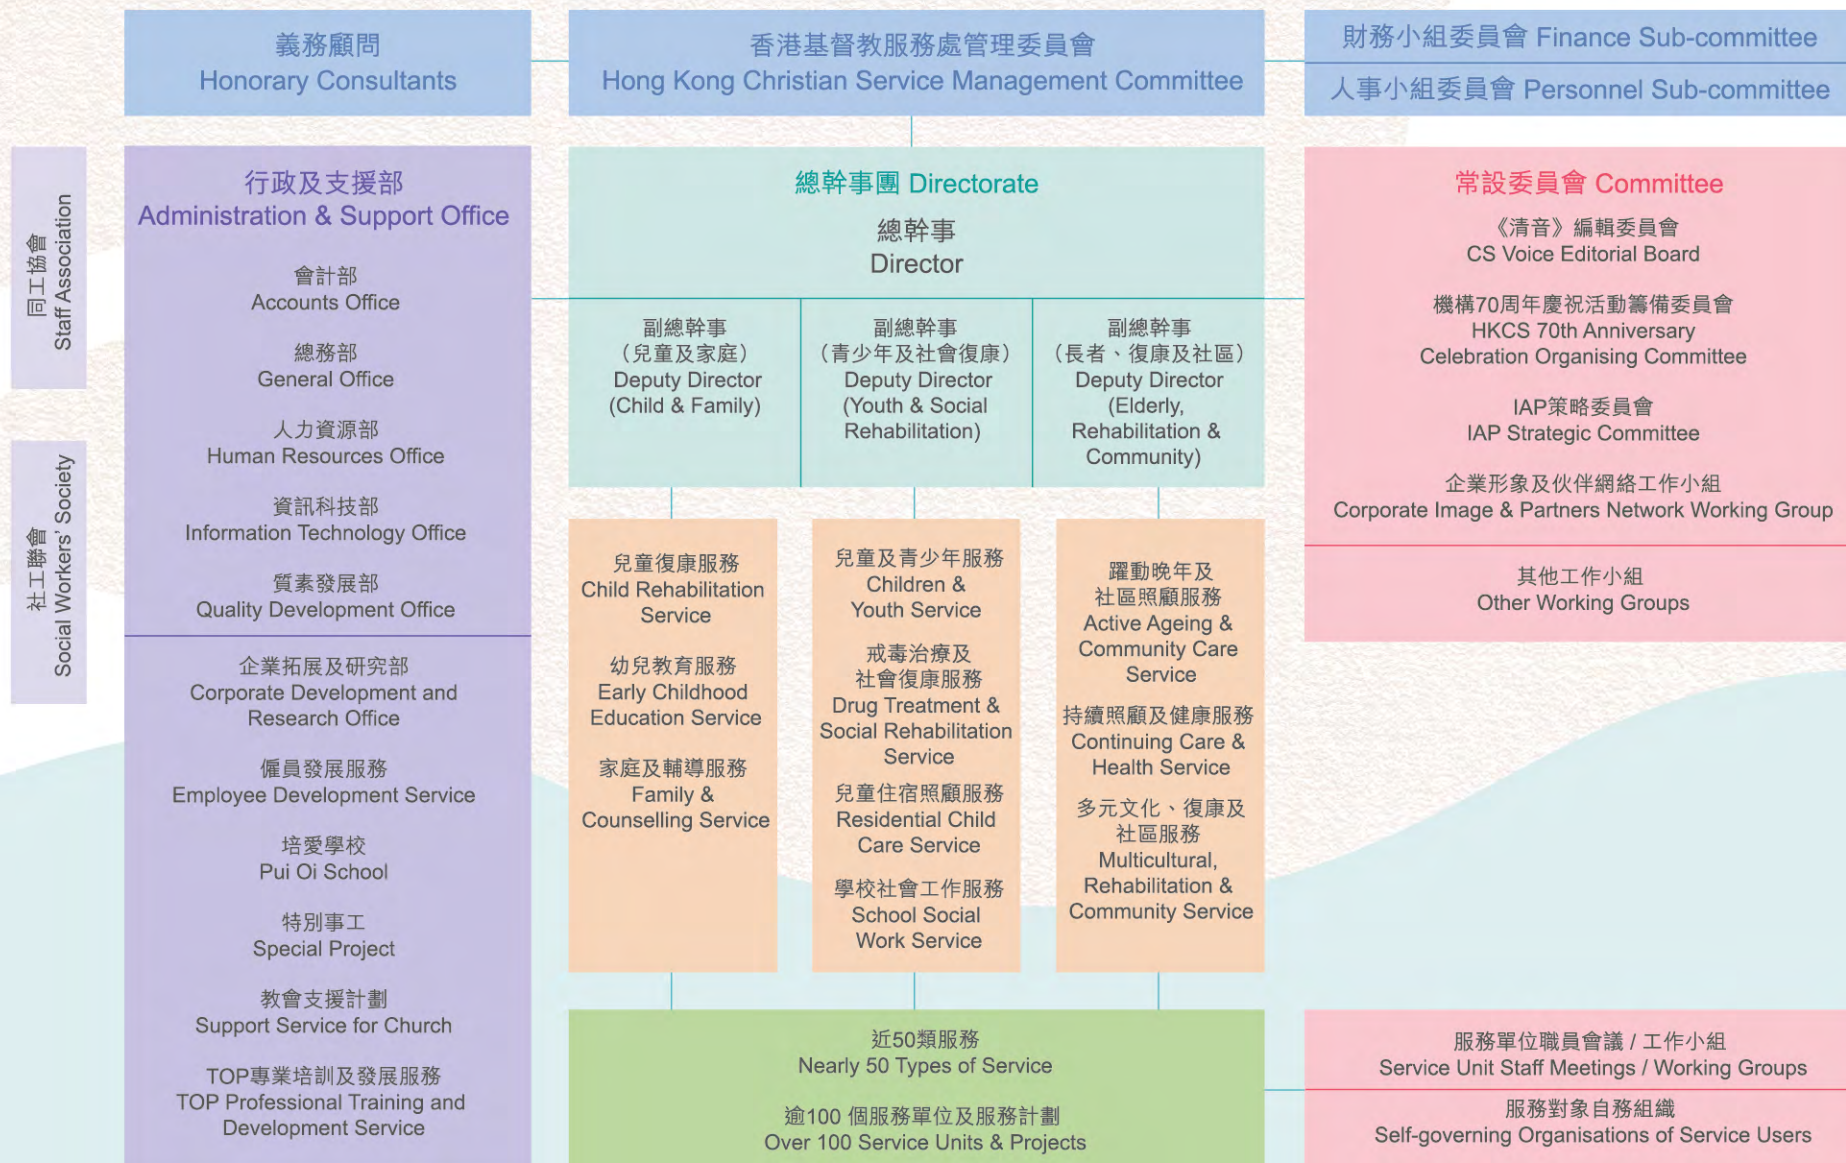 義務顧問
Honorary Consultants
香港基督教服務處管理委員會
Hong Kong Christian Service Management Committee
財務小組委員會 Finance Sub-committee
人事小組委員會 Personnel Sub-committee
同工協會
Staff Association
社工聯會
Social Workers' Society
行政及支援部
Administration & Support Office
會計部
Accounts Office
總務部
General Office
人力資源部
Human Resources Office
資訊科技部
Information Technology Office
質素發展部
Quality Development Office
企業拓展及研究部
Corporate Development and
Research Office
僱員發展服務
Employee Development Service
培愛學校
Pui Oi School
特別事工
Special Project
教會支援計劃
Support Service for Church
TOP專業培訓及發展服務
TOP Professional Training and
Development Service
總幹事團 Directorate
總幹事
Director
副總幹事
（兒童及家庭）
Deputy Director
(Child & Family)
副總幹事
（青少年及社會復康）
Deputy Director
(Youth & Social
Rehabilitation)
副總幹事
（長者、復康及社區）
Deputy Director
(Elderly,
Rehabilitation &
Community)
兒童復康服務
Child Rehabilitation
Service
幼兒教育服務
Early Childhood
Education Service
家庭及輔導服務
Family &
Counselling Service
兒童及青少年服務
Children &
Youth Service
戒毒治療及
社會復康服務
Drug Treatment &
Social Rehabilitation
Service
兒童住宿照顧服務
Residential Child
Care Service
學校社會工作服務
School Social
Work Service
躍動晚年及
社區照顧服務
Active Ageing &
Community Care
Service
持續照顧及健康服務
Continuing Care &
Health Service
多元文化、復康及
社區服務
Multicultural,
Rehabilitation &
Community Service
近50類服務
Nearly 50 Types of Service
逾100 個服務單位及服務計劃
Over 100 Service Units & Projects
常設委員會 Committee
《清音》編輯委員會
CS Voice Editorial Board
機構70周年慶祝活動籌備委員會
HKCS 70th Anniversary
Celebration Organising Committee
IAP策略委員會
IAP Strategic Committee
企業形象及伙伴網絡工作小組
Corporate Image & Partners Network Working Group
其他工作小組
Other Working Groups
服務單位職員會議 / 工作小組
Service Unit Staff Meetings / Working Groups
服務對象自務組織
Self-governing Organisations of Service Users